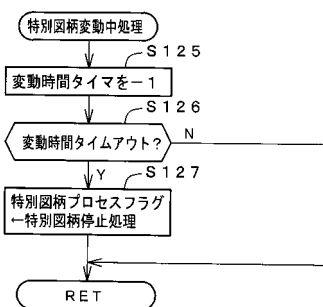 特別図柄変動中処理
S125
変動時間タイマを－1
S126
変動時間タイムアウト？
N
Y
S127
特別図柄プロセスフラグ
←特別図柄停止処理
RET